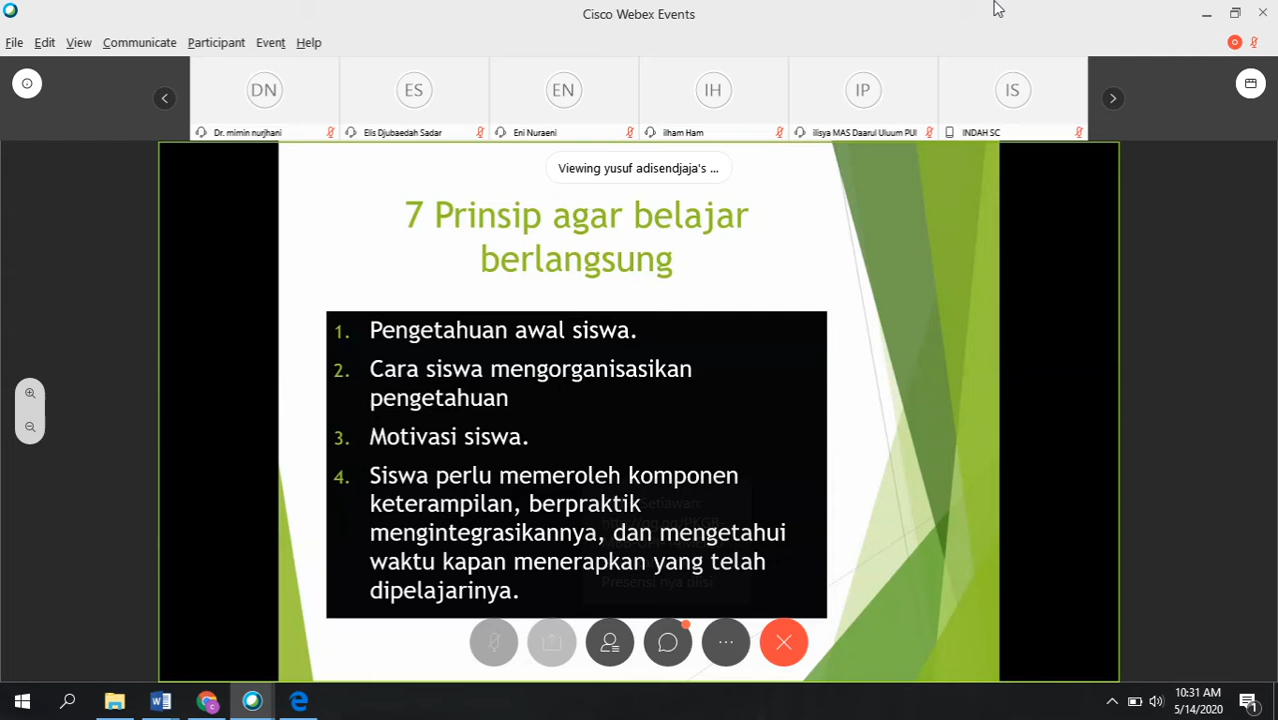 Cisco Webex Events
File Edit View Communicate Participant Event Help
DN ES EN IH IP IS
Dr. mimin nurjhani Elis Djubaedah Sadar Eni Nuraeni ilham Ham ilisya MAS Daarul Uluum PUI INDAH SC
Viewing yusuf adisendjaja's ...
7 Prinsip agar belajar
berlangsung
1. Pengetahuan awal siswa.
2. Cara siswa mengorganisasikan
pengetahuan
3. Motivasi siswa.
4. Siswa perlu memeroleh komponen
keterampilan, berpraktik
mengintegrasikannya, dan mengetahui
waktu kapan menerapkan yang telah
dipelajarinya.
Setiawan:
Presensi nya diisi
10:31 AM
5/14/2020
1